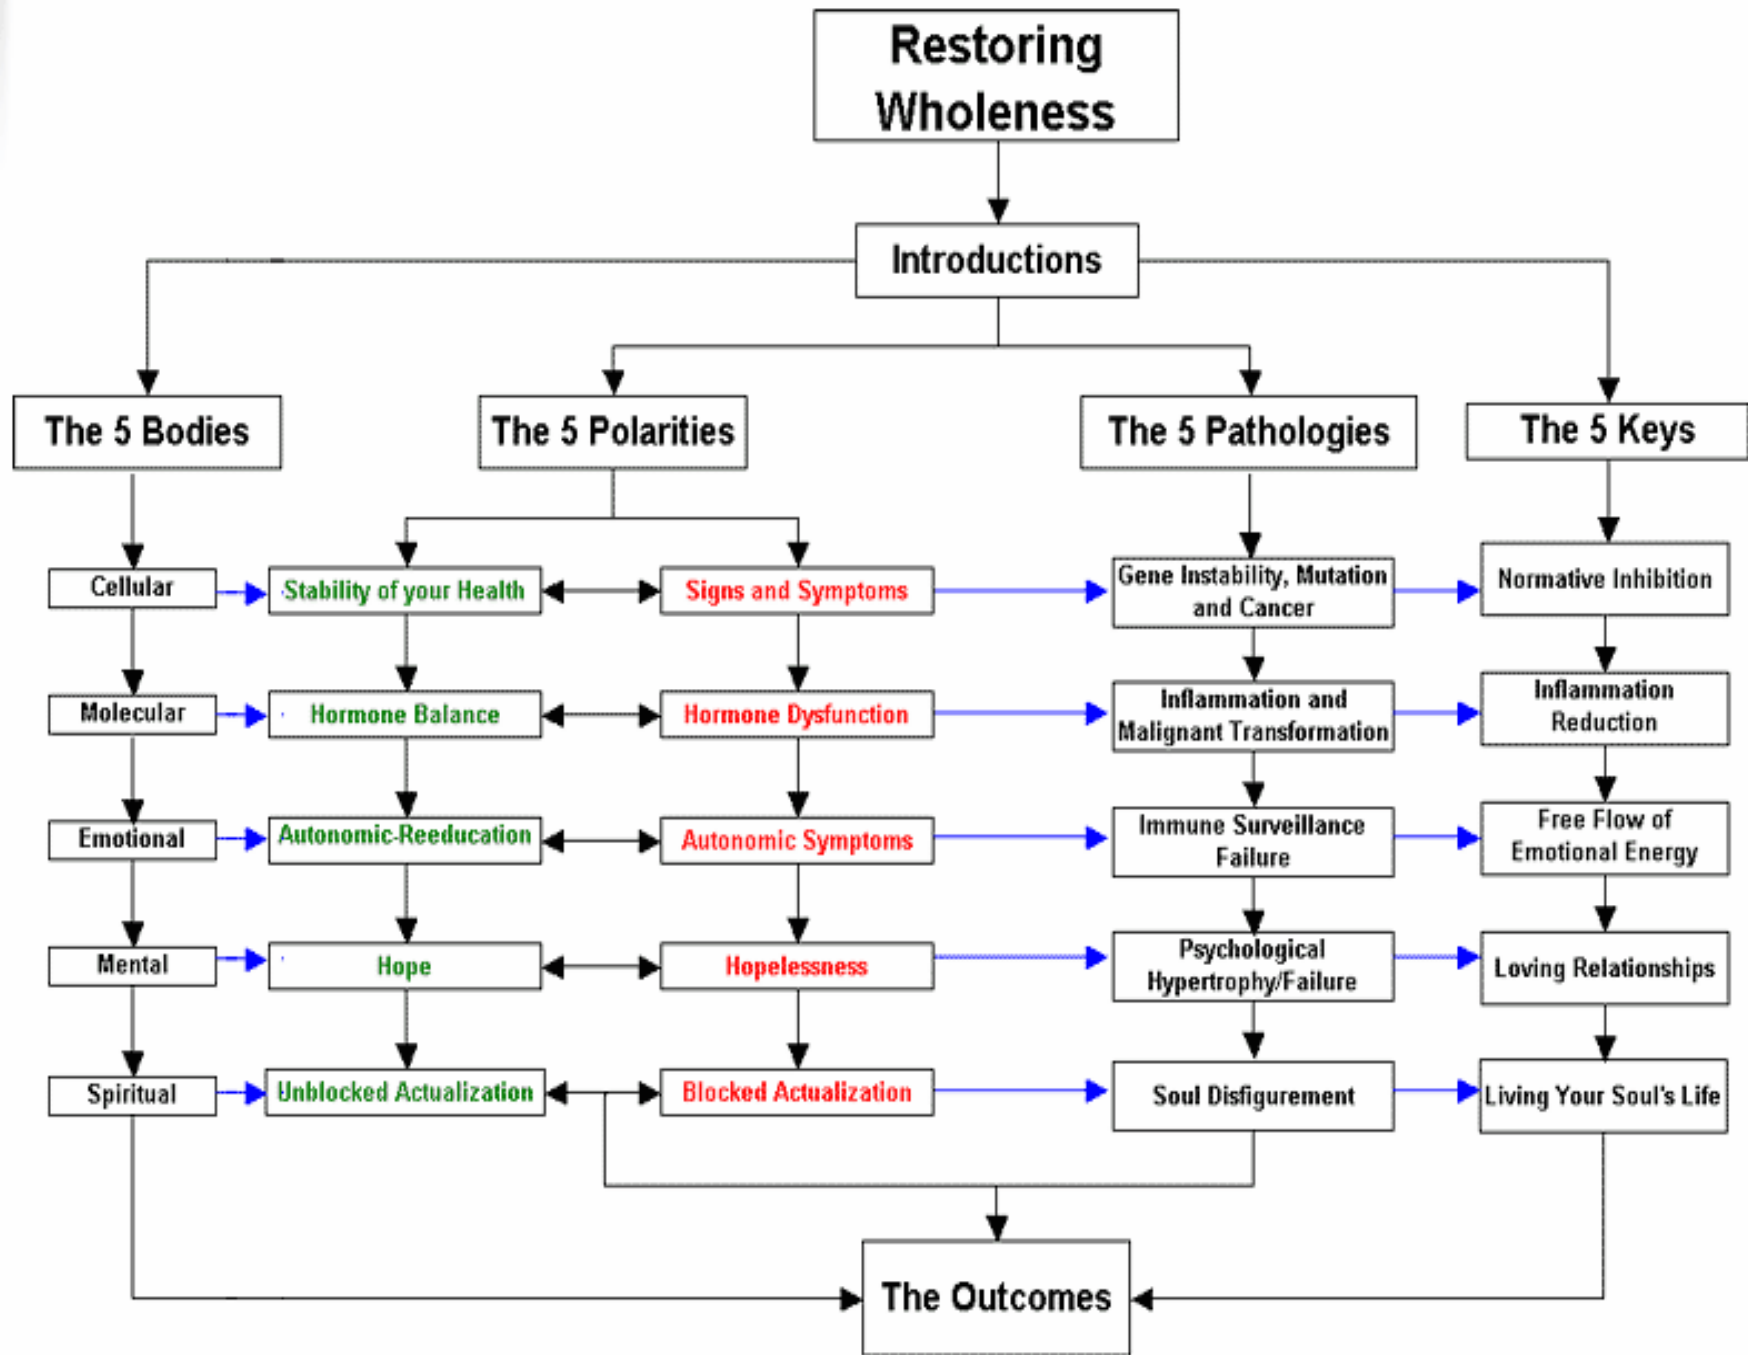 Restoring
Wholeness
Introductions
The 5 Bodies
The 5 Polarities
The 5 Pathologies
The 5 Keys
Cellular
Stability of your Health
Signs and Symptoms
Gene Instability, Mutation
and Cancer
Normative Inhibition
Molecular
Hormone Balance
Hormone Dysfunction
Inflammation and
Malignant Transformation
Inflammation
Reduction
Emotional
Autonomic-Reeducation
Autonomic Symptoms
Immune Surveillance
Failure
Free Flow of
Emotional Energy
Mental
Hope
Hopelessness
Psychological
Hypertrophy/Failure
Loving Relationships
Spiritual
Unblocked Actualization
Blocked Actualization
Soul Disfigurement
Living Your Soul's Life
The Outcomes